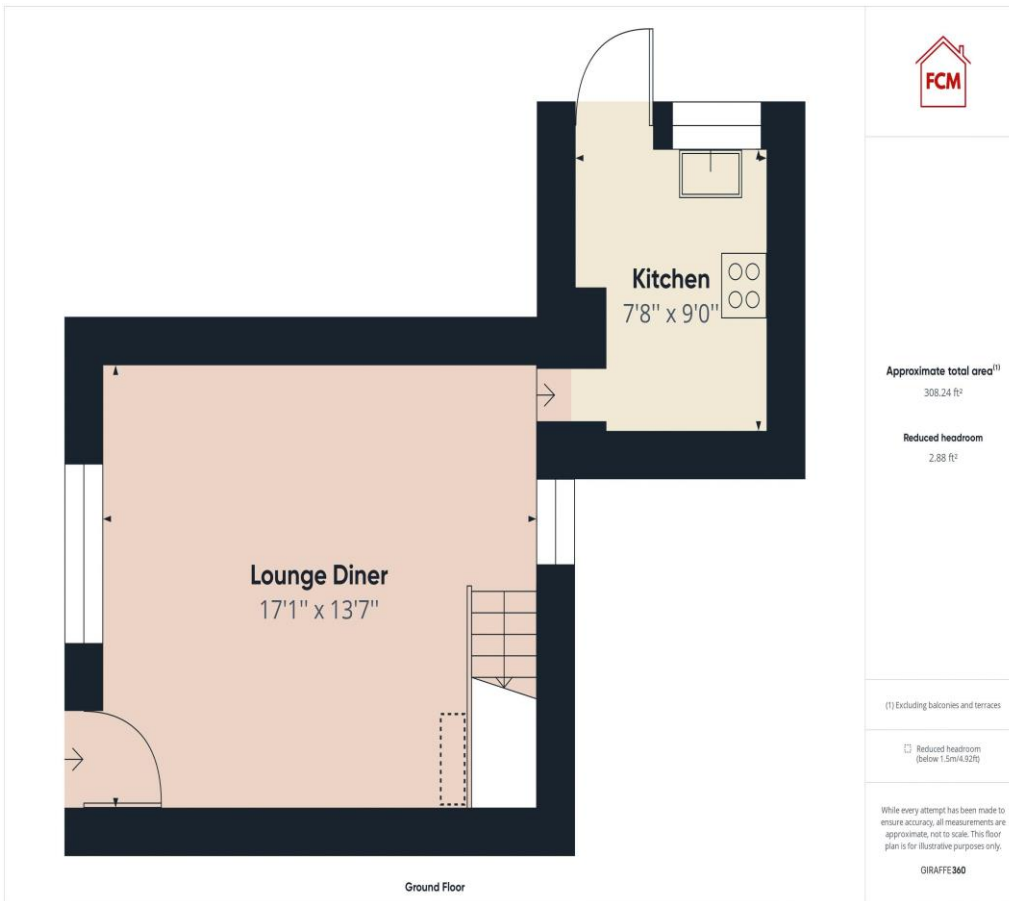 FCM
Kitchen
7'8" x 9'0"
Lounge Diner
17'1" x 13'7"
Ground Floor
Approximate total area(1)
308.24 ft²
Reduced headroom
2.88 ft²
(1) Excluding balconies and terraces
Reduced headroom
(below 1.5m/4.92ft)
While every attempt has been made to
ensure accuracy, all measurements are
approximate, not to scale. This floor
plan is for illustrative purposes only.
GIRAFFE360